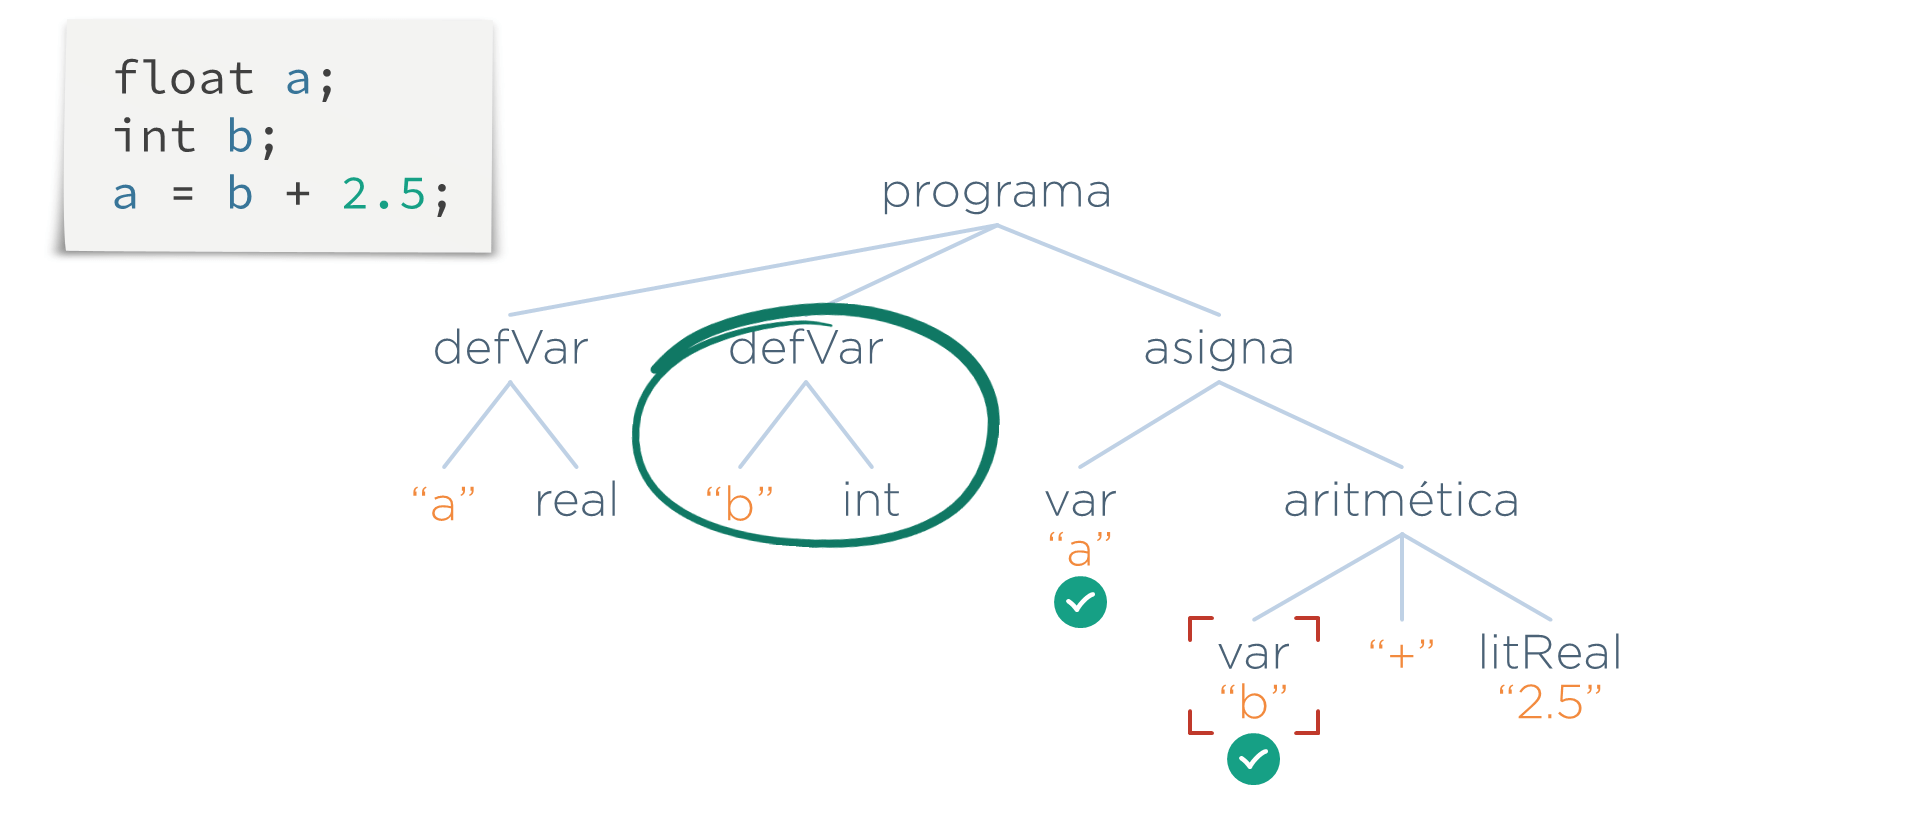 float a;
int b;
a = b + 2.5;
programa
defVar
defVar
asigna
“a”
real
“b”
int
var
“a”
aritmética
var
“b”
“+”
litReal
“2.5”